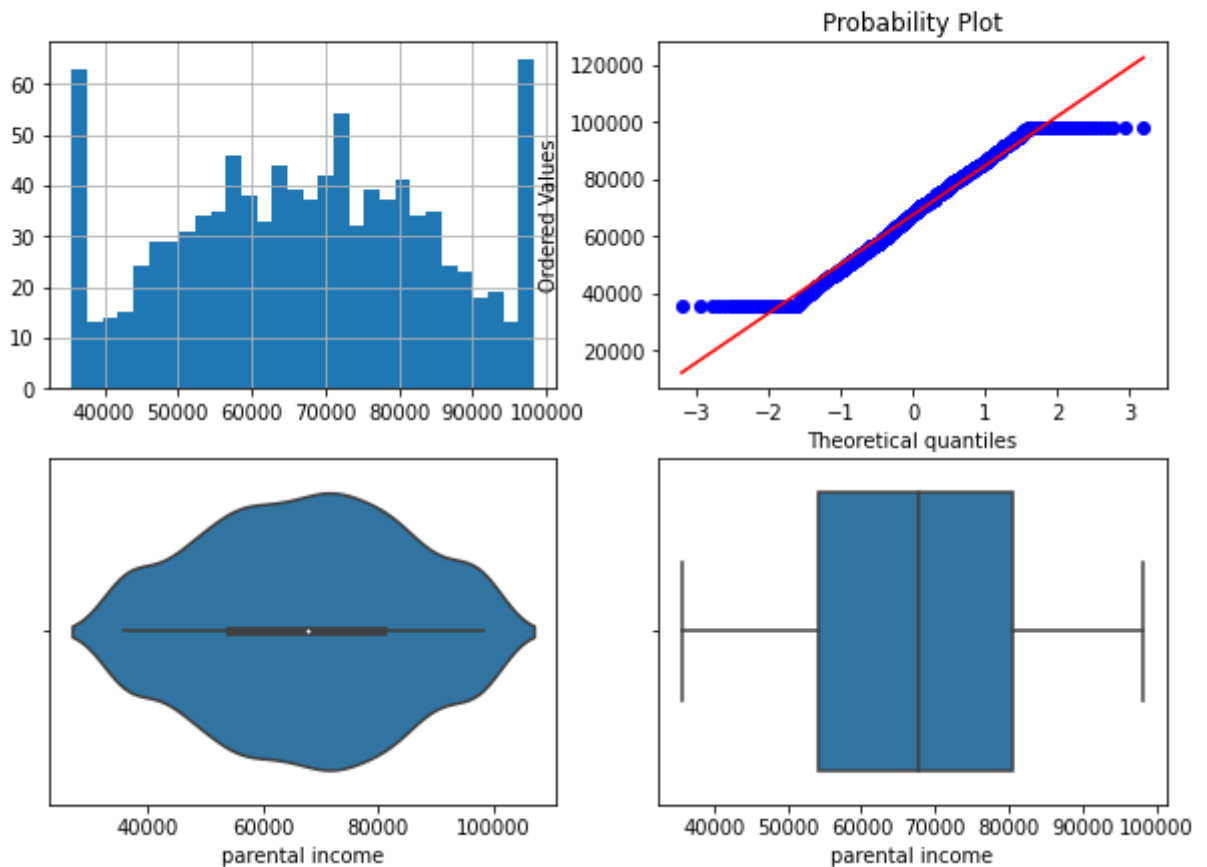 Probability Plot
60
50
40
30
20
10
0
40000 50000 60000 70000 80000 90000 100000
Ordered Values
120000
100000
80000
60000
40000
20000
−3 −2 −1 0 1 2 3
Theoretical quantiles
40000 60000 80000 100000
parental income
40000 50000 60000 70000 80000 90000 100000
parental income